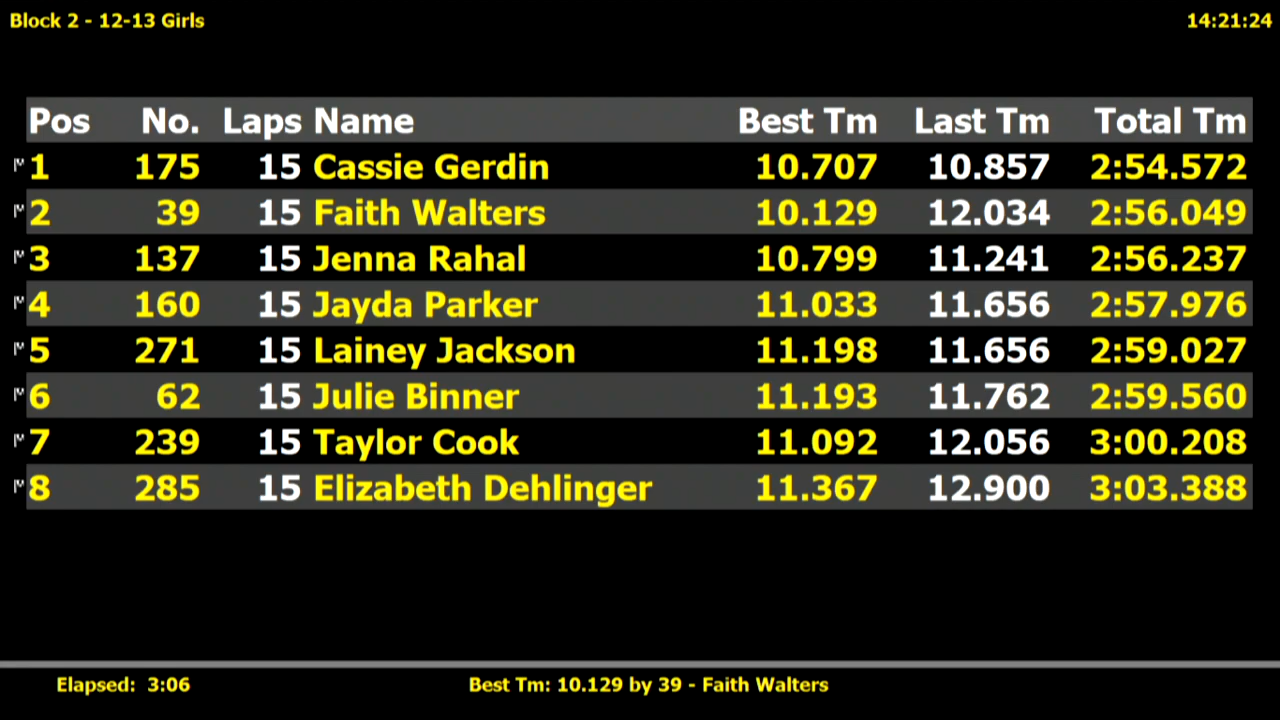 Block 2 - 12-13 Girls 14:21:24
Pos No. Laps Name Best Tm Last Tm Total Tm
1 175 15 Cassie Gerdin 10.707 10.857 2:54.572
2 39 15 Faith Walters 10.129 12.034 2:56.049
3 137 15 Jenna Rahal 10.799 11.241 2:56.237
4 160 15 Jayda Parker 11.033 11.656 2:57.976
5 271 15 Lainey Jackson 11.198 11.656 2:59.027
6 62 15 Julie Binner 11.193 11.762 2:59.560
7 239 15 Taylor Cook 11.092 12.056 3:00.208
8 285 15 Elizabeth Dehlinger 11.367 12.900 3:03.388
Elapsed: 3:06 Best Tm: 10.129 by 39 - Faith Walters